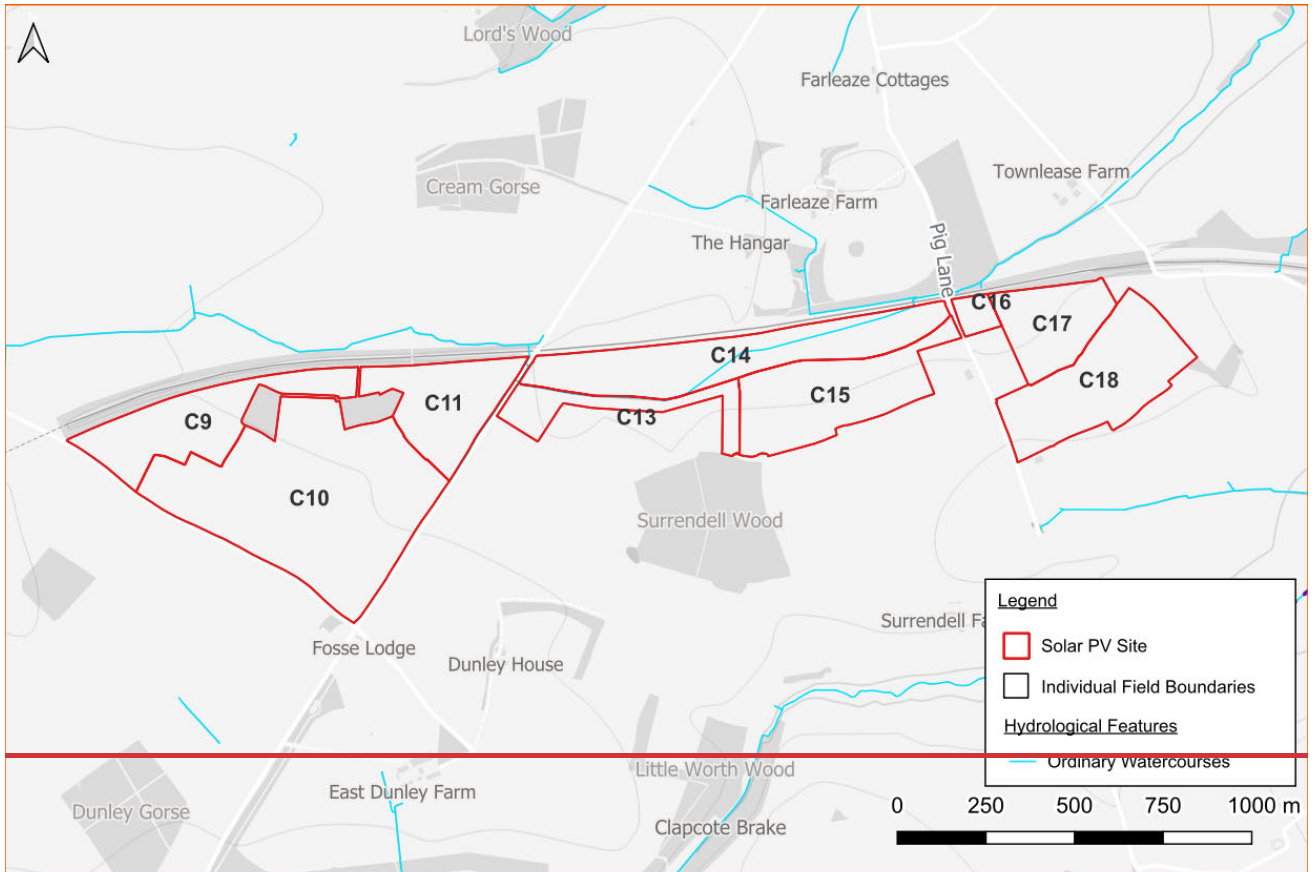 Lord's Wood
Farleaze Cottages
Townlease Farm
Cream Gorse
Farleaze Farm
The Hangar
Pig Lane
C16
C17
C14
C18
C15
C11
C9
C13
C10
Surrendell Wood
Legend
Surrendell
Solar PV Site
Fosse Lodge
Dunley House
Individual Field Boundaries
Hydrological Features
Little Worth Wood
Ordinary Watercourses
East Dunley Farm
Dunley Gorse
0 250 500 750 1000 m
Clapcote Brake